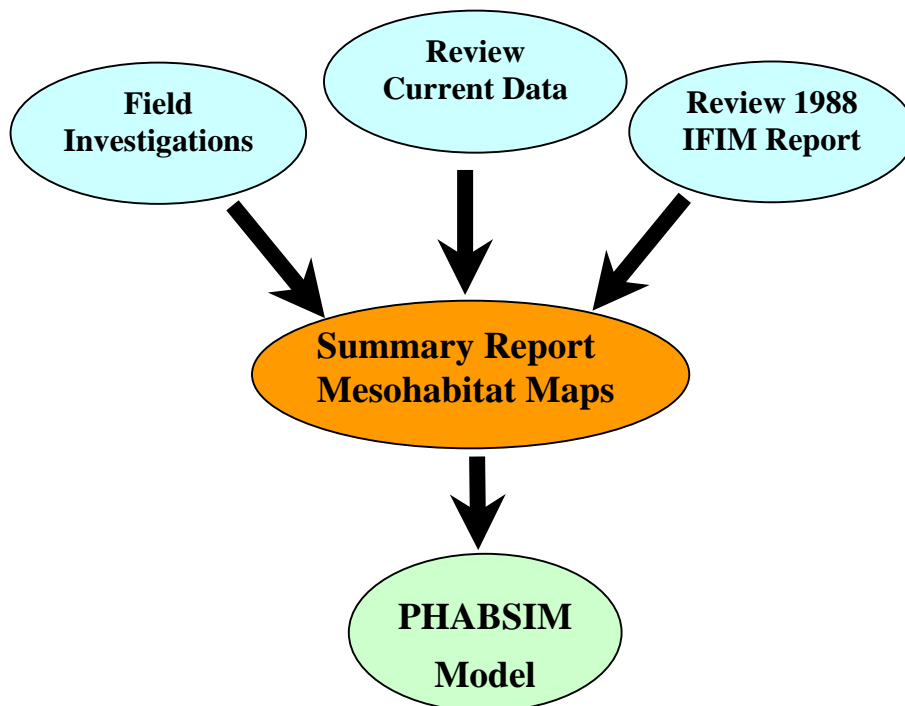 Field
Investigations
Review
Current Data
Review 1988
IFIM Report
Summary Report
Mesohabitat Maps
PHABSIM
Model